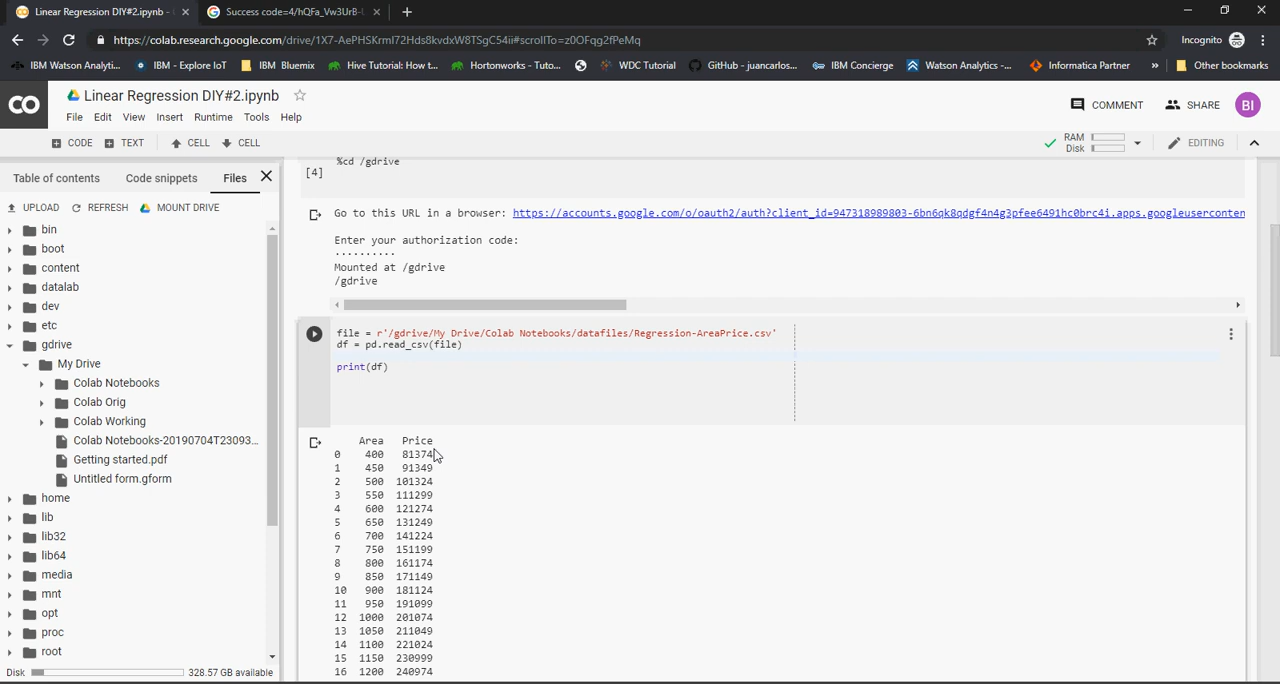 Linear Regression DIY#2.ipynb -
Success code=4/hQFa_Vw3UrB-
https://colab.research.google.com/drive/1X7-AePHSKrmI72Hds8kvdxW8TSgC54ii#scrollTo=z0OFqg2fPeMq
Incognito
IBM Watson Analyti... IBM - Explore IoT IBM Bluemix Hive Tutorial: How t... Hortonworks - Tuto... WDC Tutorial GitHub - juancarlos... IBM Concierge Watson Analytics -... Informatica Partner » Other bookmarks
CO Linear Regression DIY#2.ipynb
COMMENT SHARE BI
File Edit View Insert Runtime Tools Help
CODE TEXT CELL CELL
RAM
Disk
EDITING
Table of contents Code snippets Files
UPLOAD REFRESH MOUNT DRIVE
bin
boot
content
datalab
dev
etc
gdrive
My Drive
Colab Notebooks
Colab Orig
Colab Working
Colab Notebooks-20190704T23093...
Getting started.pdf
Untitled form.gform
home
lib
lib32
lib64
media
mnt
opt
proc
root
Disk 328.57 GB available
%cd /gdrive
[4]
Go to this URL in a browser: https://accounts.google.com/o/oauth2/auth?client_id=947318989803-6bn6qk8qdgf4n4g3pfee6491hc0brc4i.apps.googleuserconten
Enter your authorization code:
··········
Mounted at /gdrive
/gdrive
file = r'/gdrive/My Drive/Colab Notebooks/datafiles/Regression-AreaPrice.csv'
df = pd.read_csv(file)
print(df)
Area Price
0 400 81374
1 450 91349
2 500 101324
3 550 111299
4 600 121274
5 650 131249
6 700 141224
7 750 151199
8 800 161174
9 850 171149
10 900 181124
11 950 191099
12 1000 201074
13 1050 211049
14 1100 221024
15 1150 230999
16 1200 240974